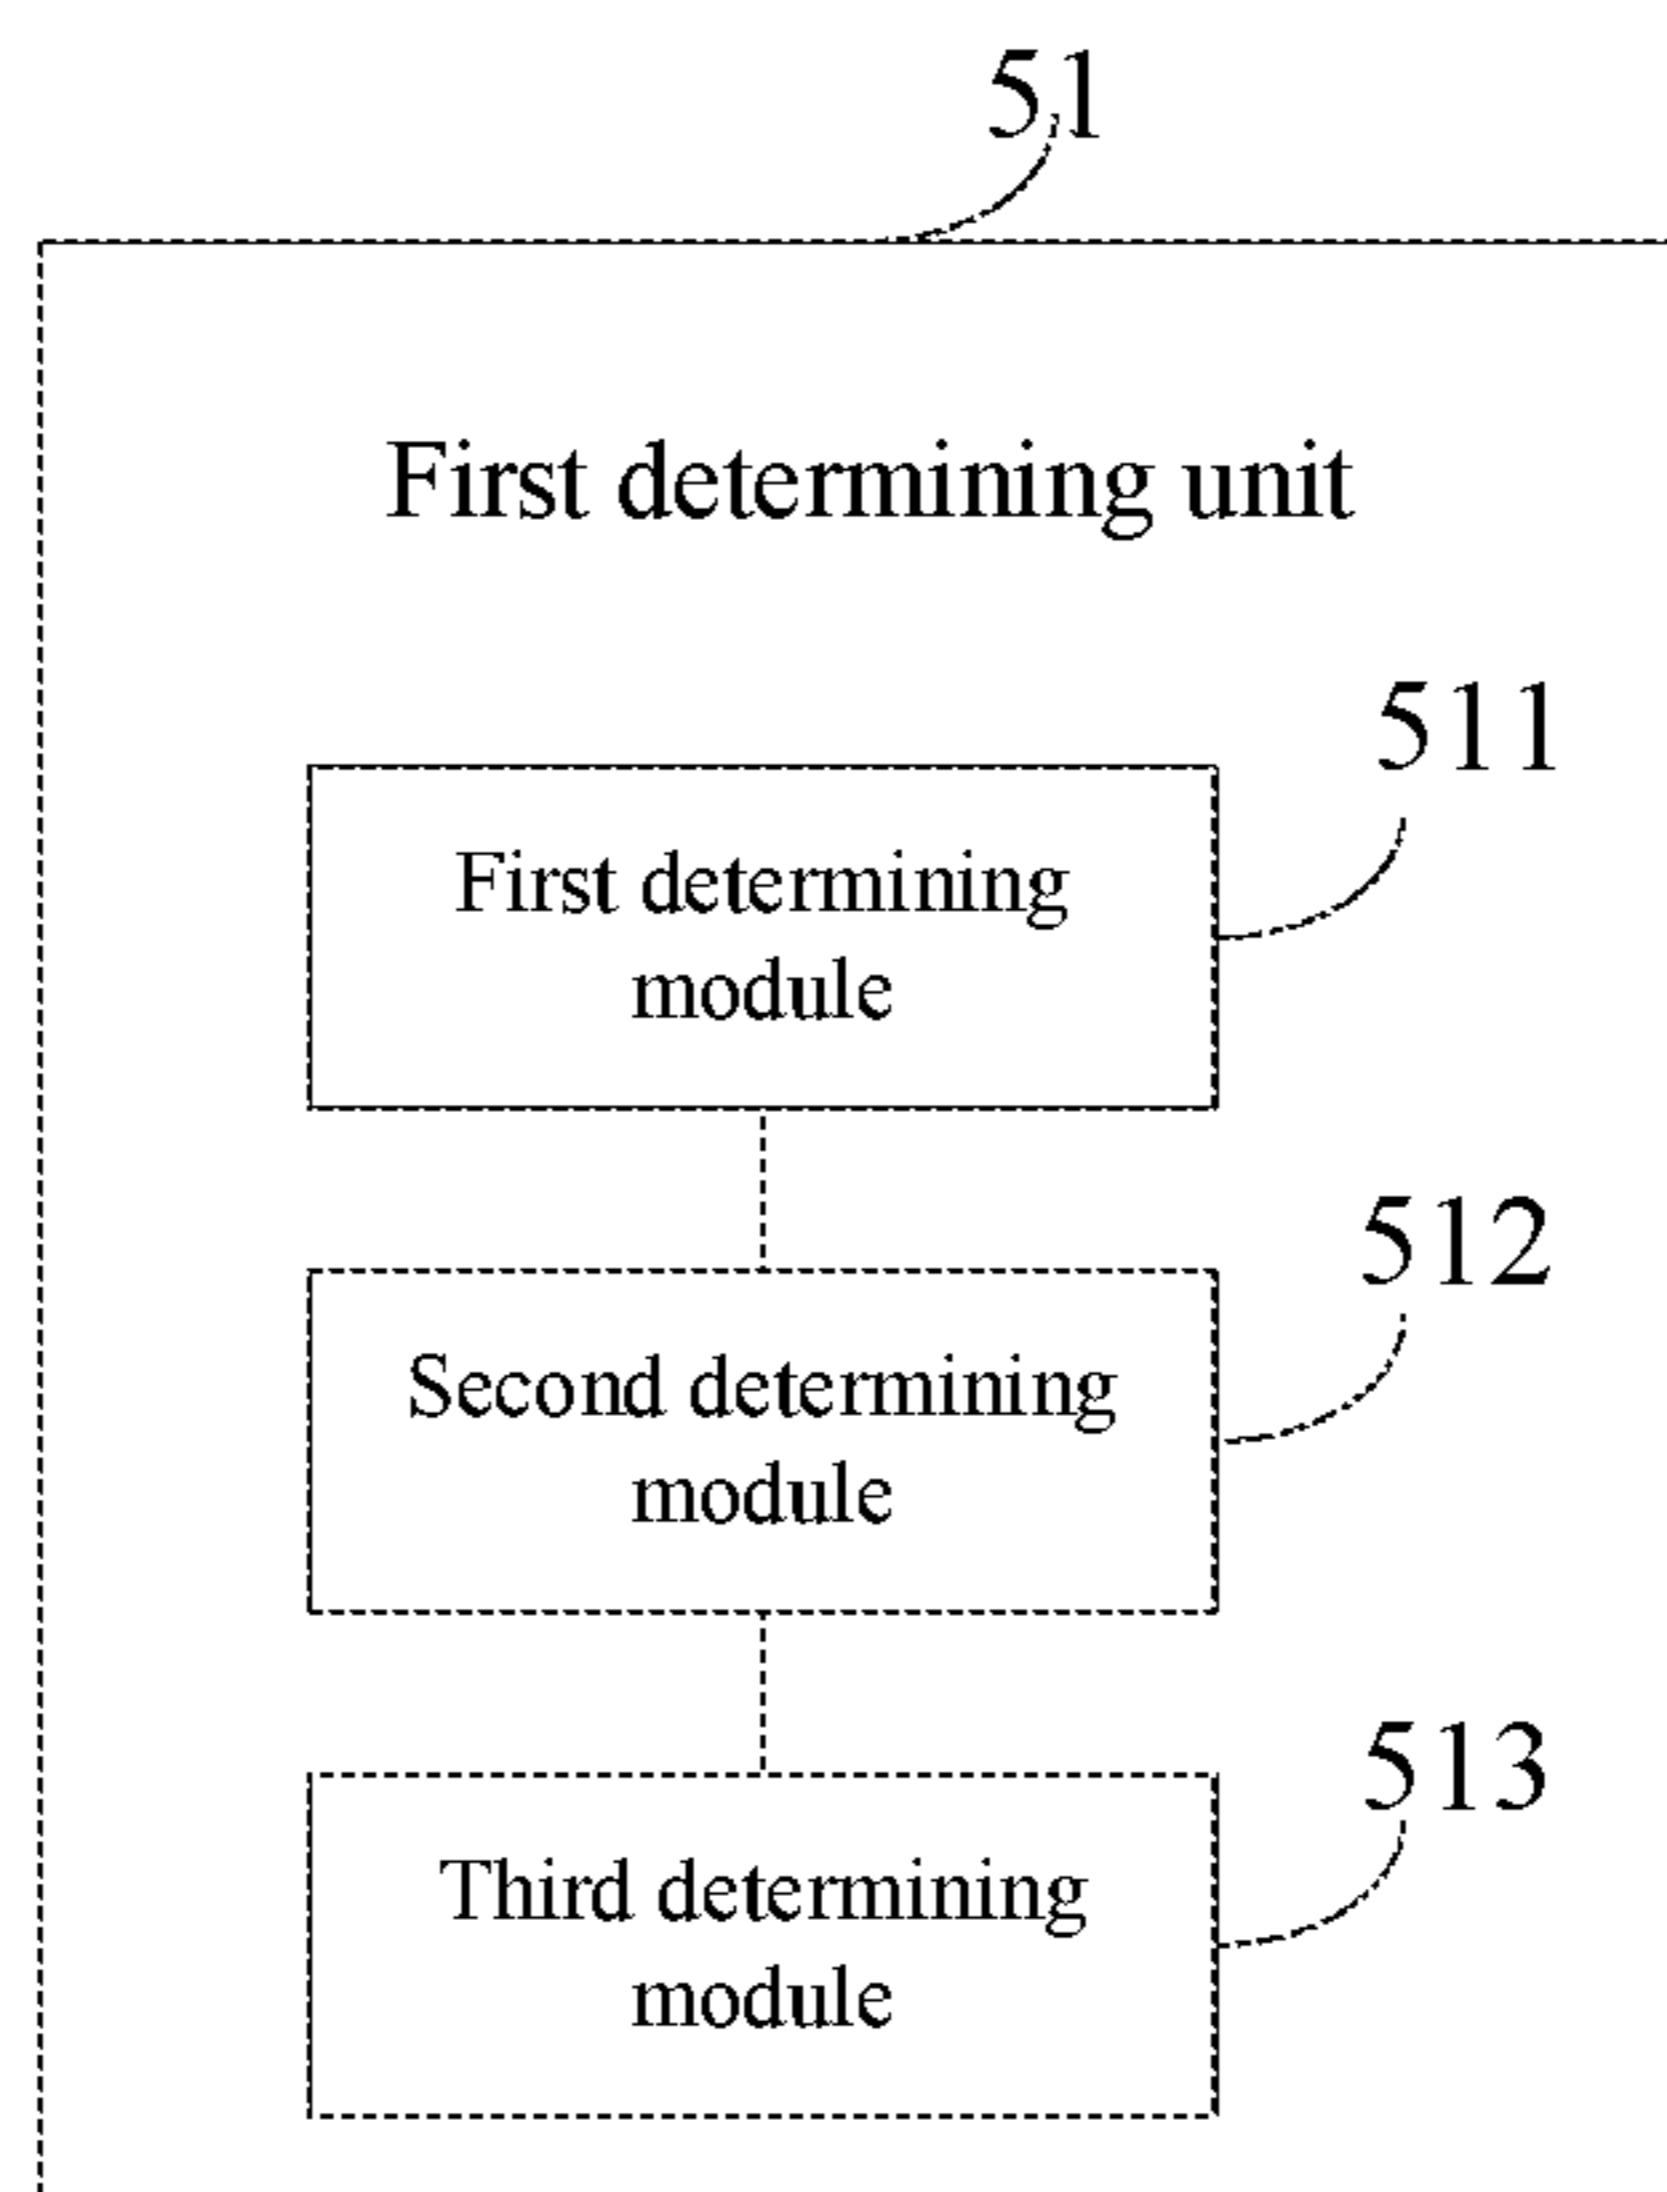 51
First determining unit
511
First determining
module
512
Second determining
module
513
Third determining
module